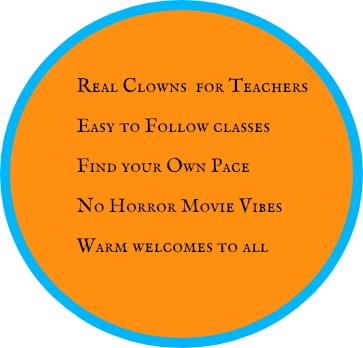 Real Clowns for Teachers
Easy to Follow classes
Find your Own Pace
No Horror Movie Vibes
Warm welcomes to all